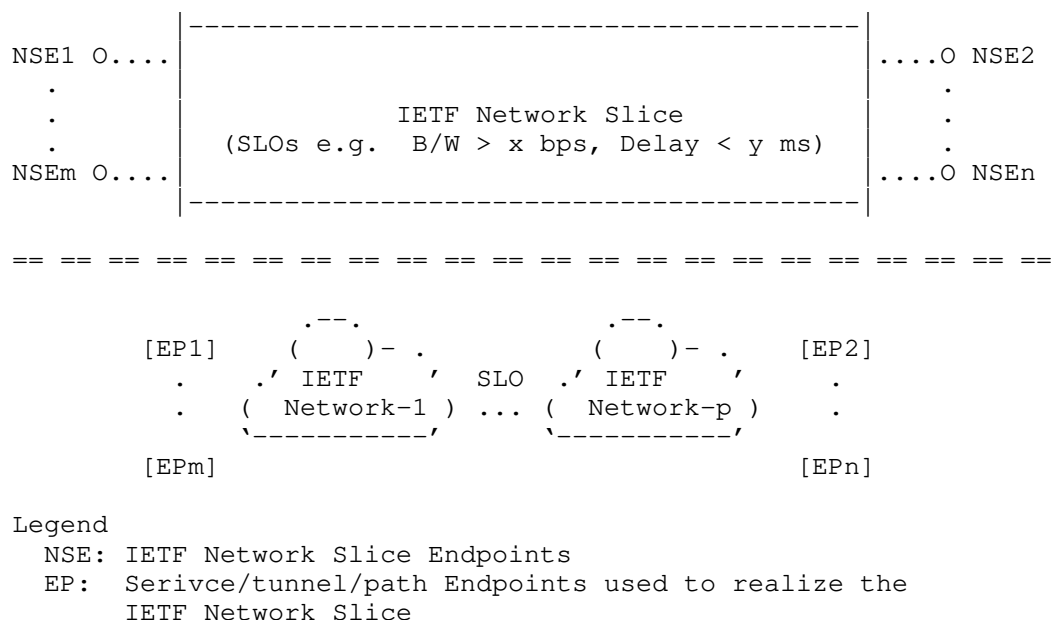 NSE1 O....| |....O NSE2
. .
. IETF Network Slice .
. (SLOs e.g. B/W > x bps, Delay < y ms) .
NSEm O....| |....O NSEn
== == == == == == == == == == == == == == == == == == == == == ==
.--. .--.
[EP1] ( )- . ( )- . [EP2]
. .' IETF ' SLO .' IETF ' .
. ( Network-1 ) ... ( Network-p ) .
`-----------' `-----------'
[EPm] [EPn]
Legend
NSE: IETF Network Slice Endpoints
EP: Serivce/tunnel/path Endpoints used to realize the
IETF Network Slice